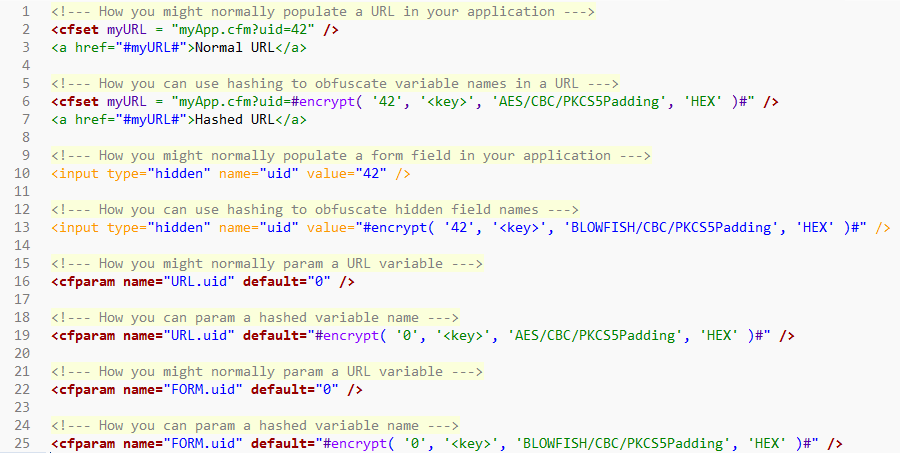 1 <!--- How you might normally populate a URL in your application --->
2 <cfset myURL = "myApp.cfm?uid=42" />
3 <a href="#myURL#">Normal URL</a>
4
5 <!--- How you can use hashing to obfuscate variable names in a URL --->
6 <cfset myURL = "myApp.cfm?uid=#encrypt( '42', '<key>', 'AES/CBC/PKCS5Padding', 'HEX' )#" />
7 <a href="#myURL#">Hashed URL</a>
8
9 <!--- How you might normally populate a form field in your application --->
10 <input type="hidden" name="uid" value="42" />
11
12 <!--- How you can use hashing to obfuscate hidden field names --->
13 <input type="hidden" name="uid" value="#encrypt( '42', '<key>', 'BLOWFISH/CBC/PKCS5Padding', 'HEX' )#" />
14
15 <!--- How you might normally param a URL variable --->
16 <cfparam name="URL.uid" default="0" />
17
18 <!--- How you can param a hashed variable name --->
19 <cfparam name="URL.uid" default="#encrypt( '0', '<key>', 'AES/CBC/PKCS5Padding', 'HEX' )#" />
20
21 <!--- How you might normally param a URL variable --->
22 <cfparam name="FORM.uid" default="0" />
23
24 <!--- How you can param a hashed variable name --->
25 <cfparam name="FORM.uid" default="#encrypt( '0', '<key>', 'BLOWFISH/CBC/PKCS5Padding', 'HEX' )#" />